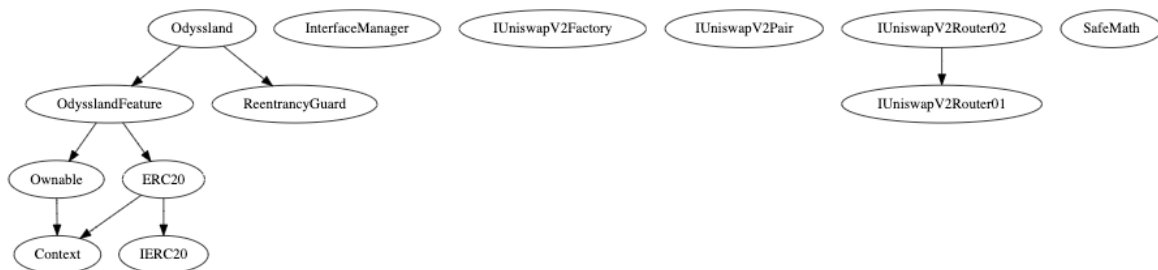 Odyssland
InterfaceManager
IUniswapV2Factory
IUniswapV2Pair
IUniswapV2Router02
SafeMath
OdysslandFeature
ReentrancyGuard
IUniswapV2Router01
Ownable
ERC20
Context
IERC20